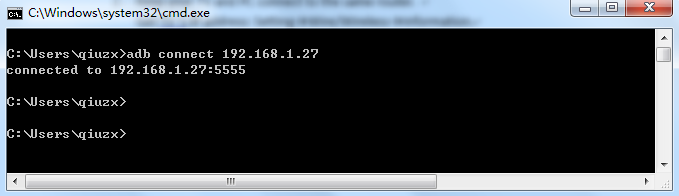 C:\Windows\system32\cmd.exe
C:\Users\qiuzx>adb connect 192.168.1.27
connected to 192.168.1.27:5555
C:\Users\qiuzx>
C:\Users\qiuzx>